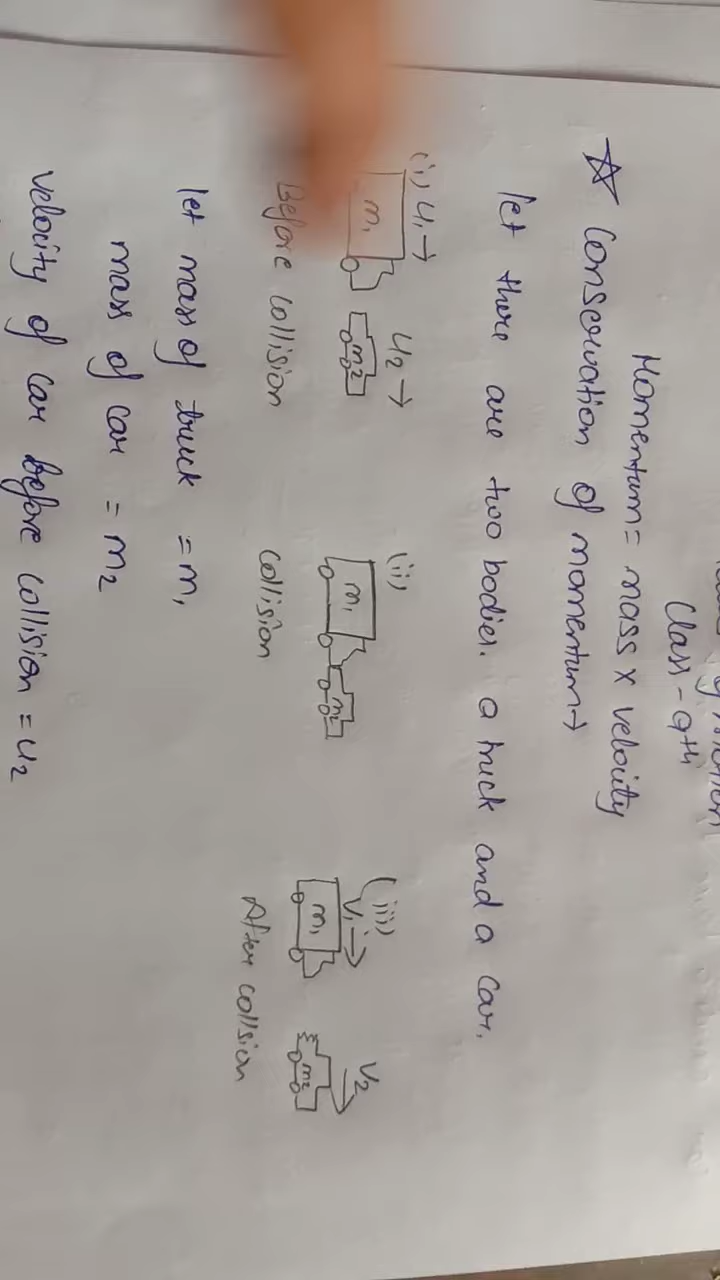 Class - 9th
Momentum = mass x velocity
☆ Conservation of momentum→
let there are two bodies. a truck and a car.
(i) u₁→ u₂→
m₁ m₂
Before collision
(ii)
m₁ m₂
collision
(iii)
v₁→ v₂
m₁ m₂
After collsion
let mass of truck = m₁
mass of car = m₂
velocity of car before collision = u₂